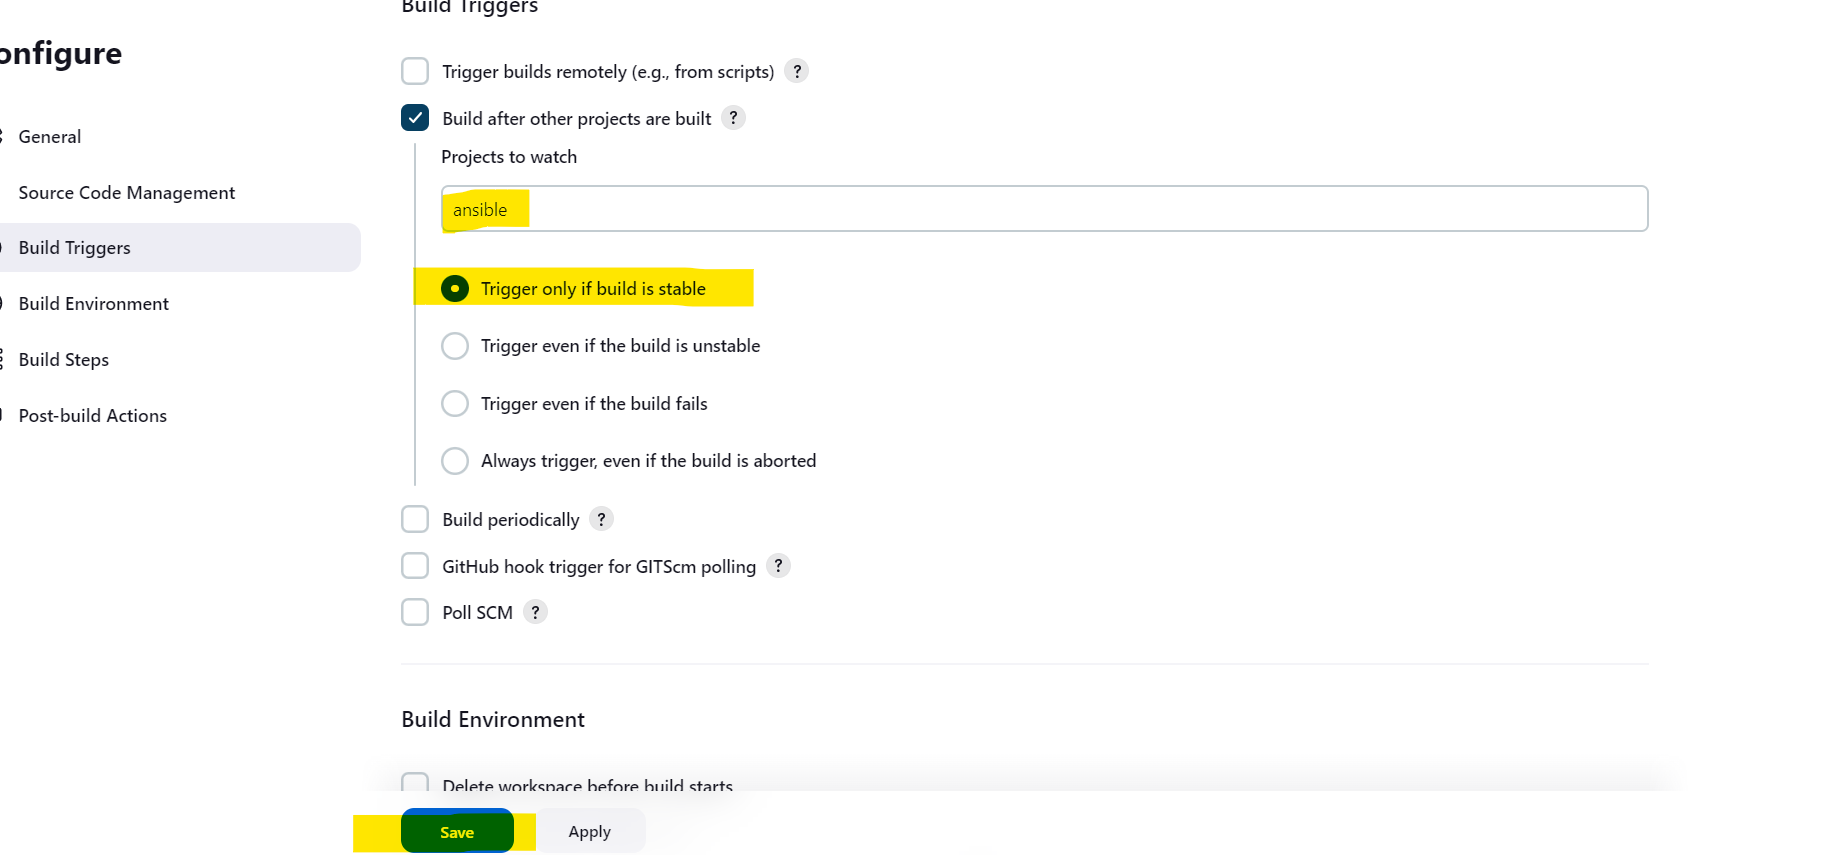 Build Triggers
onfigure
General
Source Code Management
Build Triggers
Build Environment
Build Steps
Post-build Actions
Trigger builds remotely (e.g., from scripts) ?
Build after other projects are built ?
Projects to watch
ansible
Trigger only if build is stable
Trigger even if the build is unstable
Trigger even if the build fails
Always trigger, even if the build is aborted
Build periodically ?
GitHub hook trigger for GITScm polling ?
Poll SCM ?
Build Environment
Delete workspace before build starts
Save
Apply